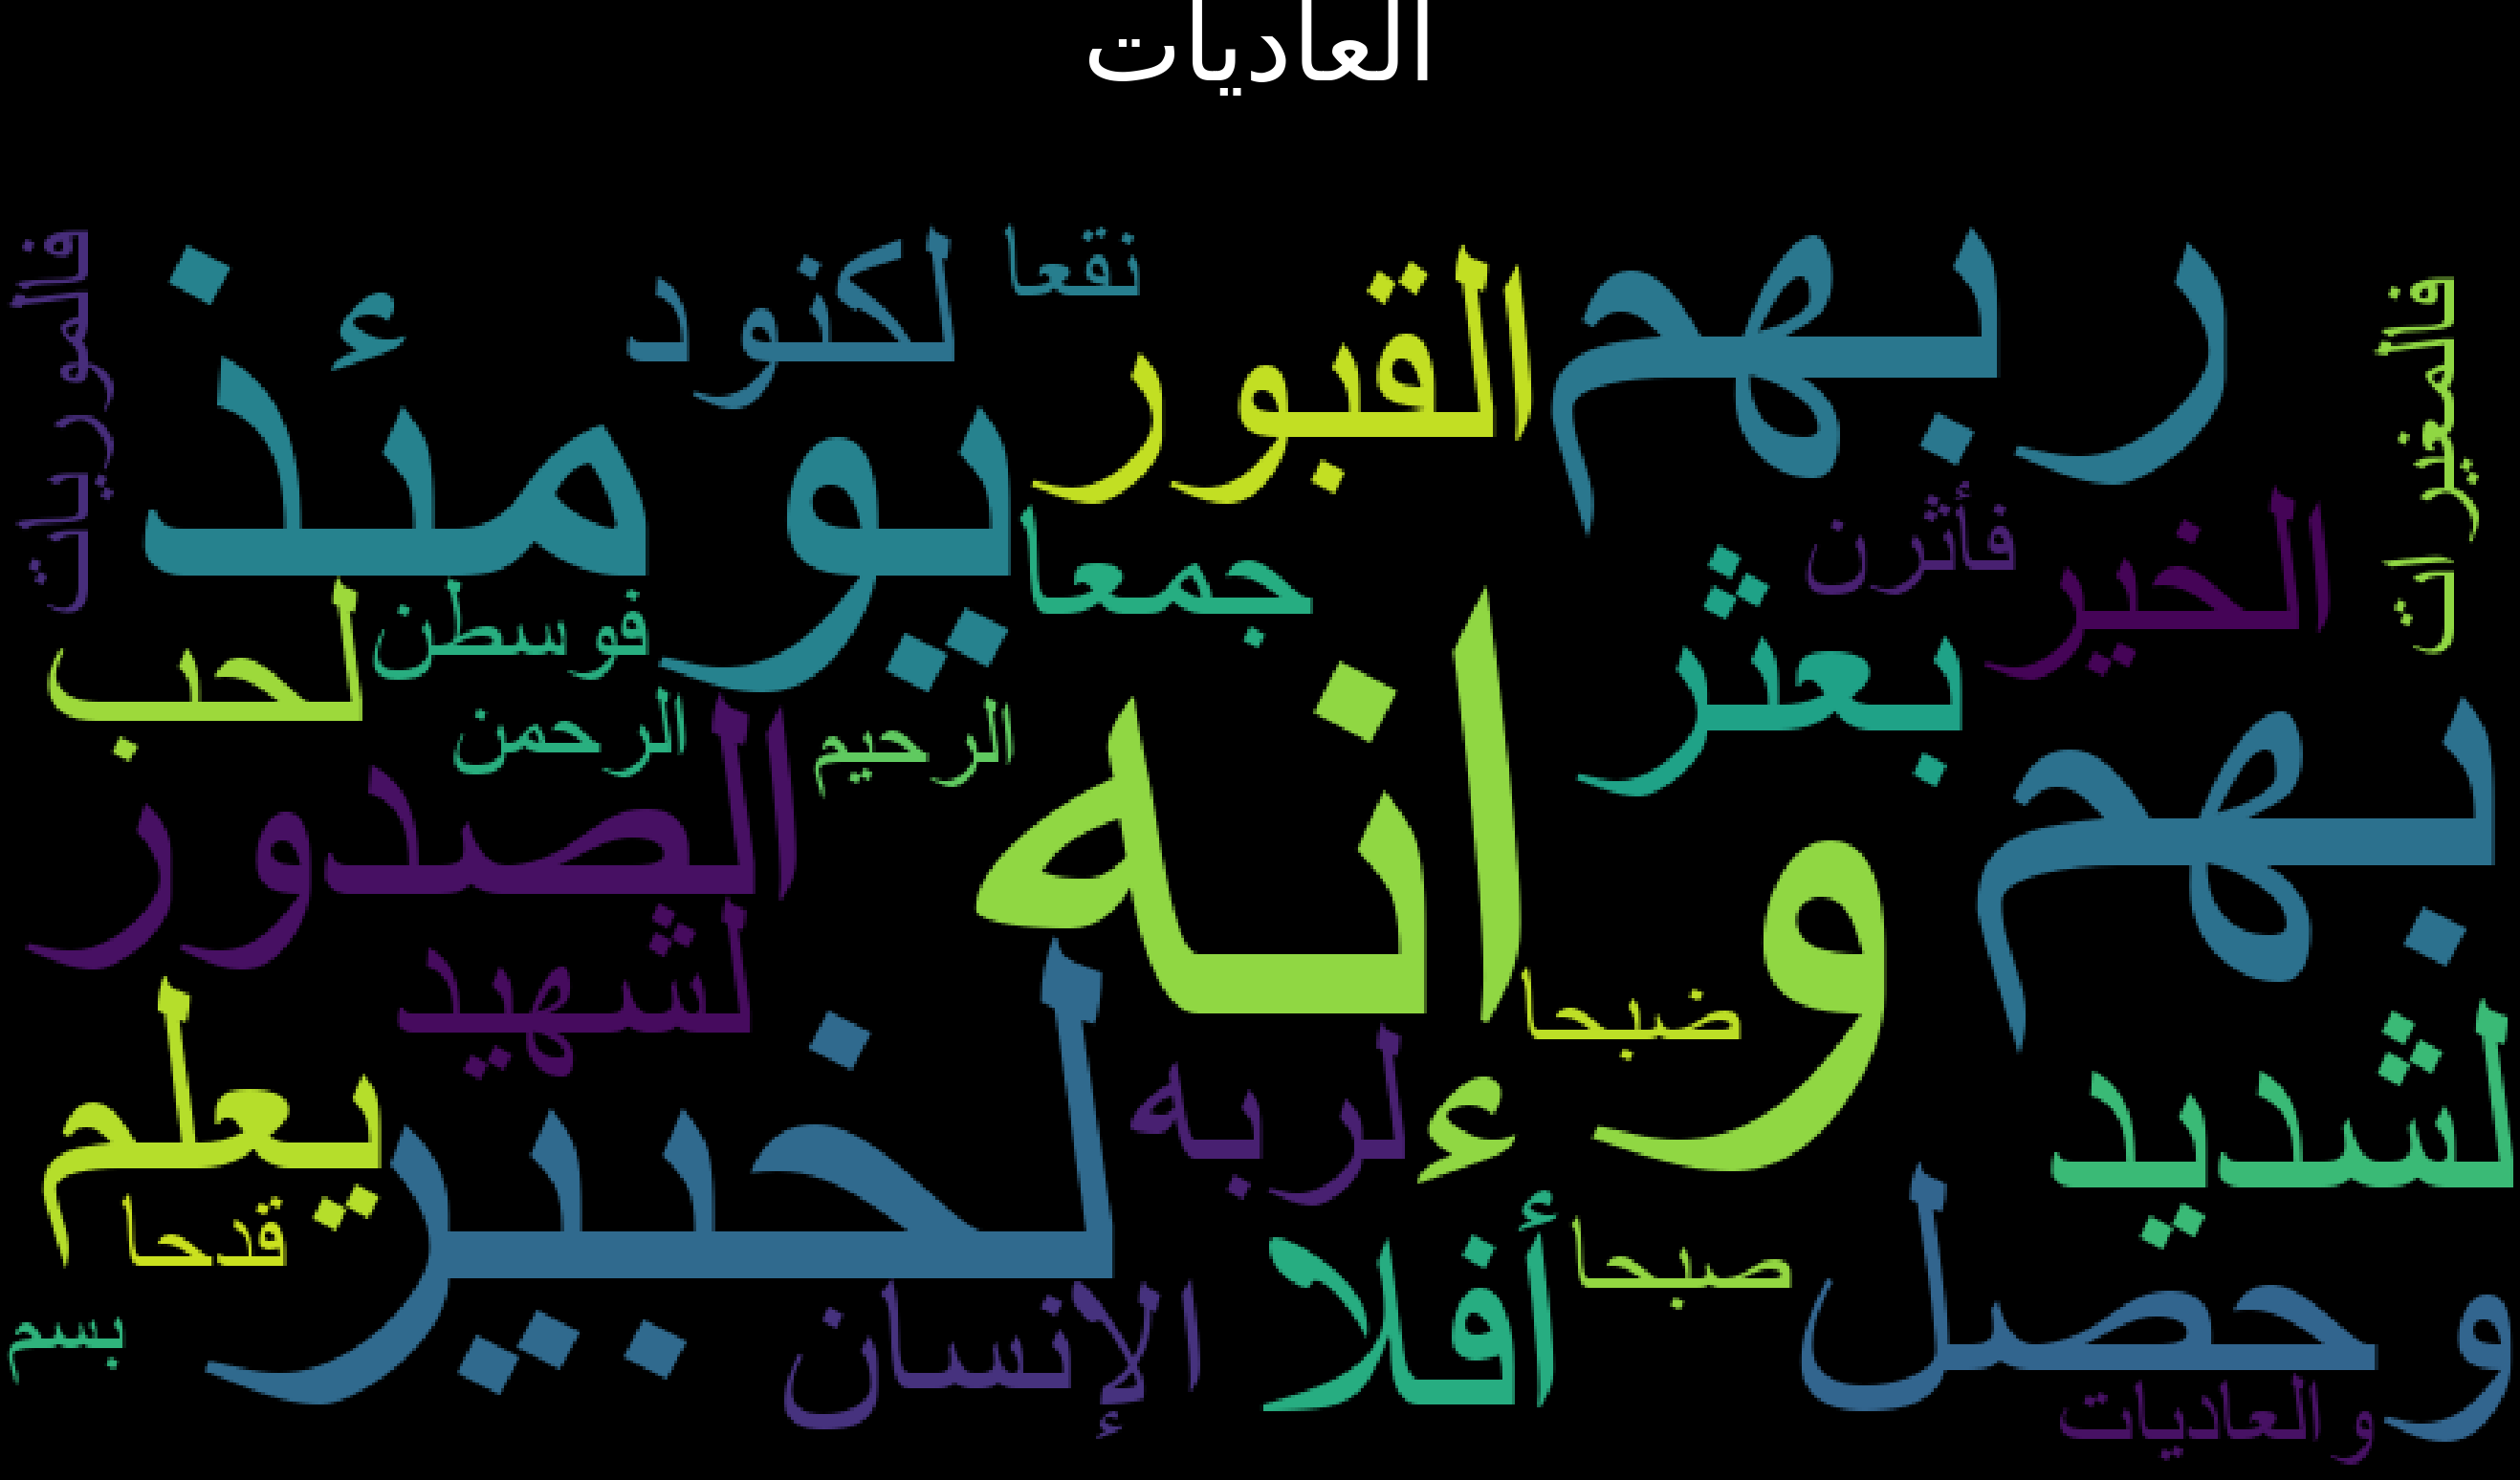 العاديات
فالمغيرات
ربهم
القبور
نقعا
لكنود
يومئذ
فالموريات
الخير
فأثرن
بعثر
جمعا
فوسطن
لحب
الرحمن
الرحيم
بهم
وإنه
الصدور
لشهيد
ضبحا
لشديد
لربه
لخبير
يعلم
قدحا
صبحا
أفلا
وحصل
الإنسان
بسم
والعاديات